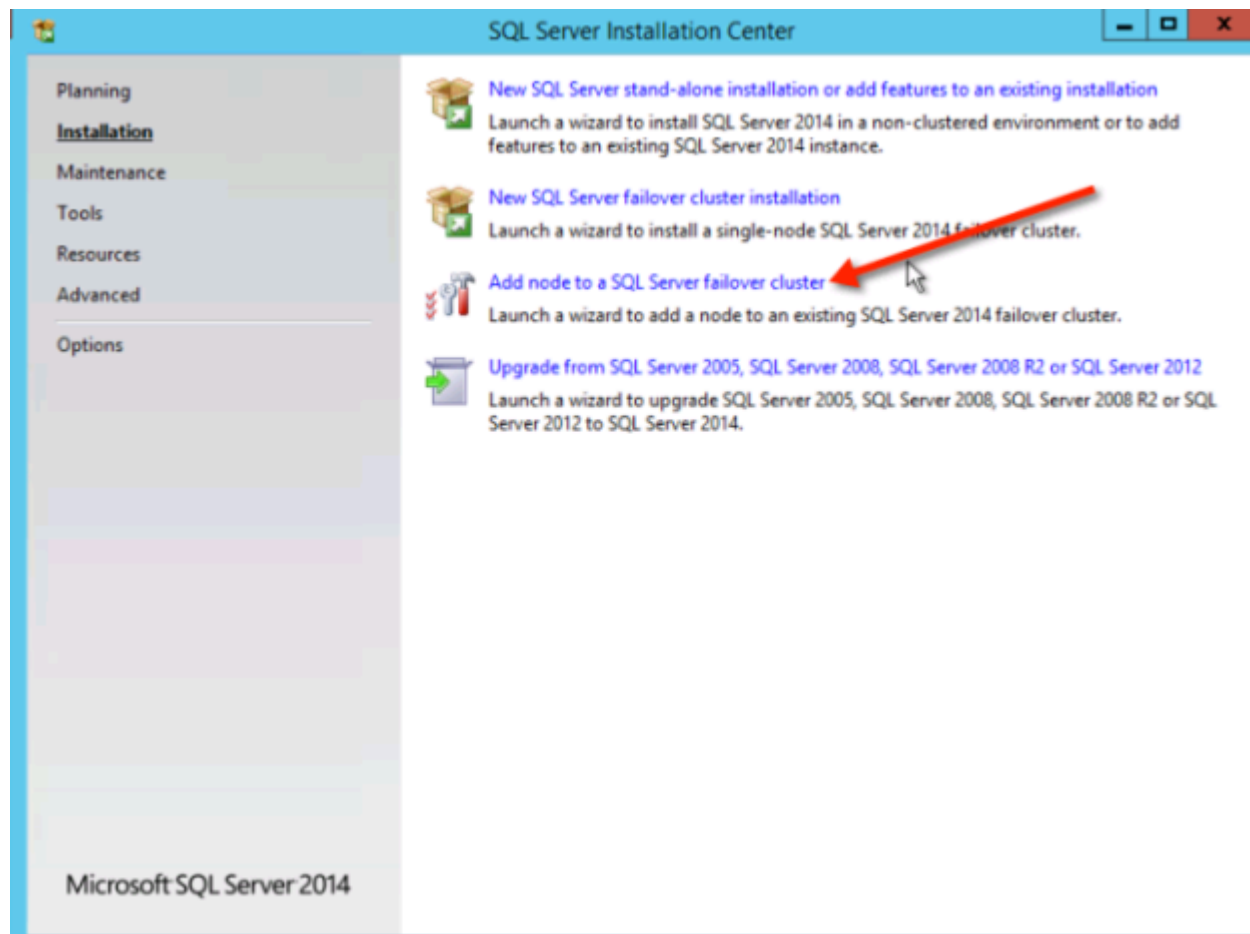 SQL Server Installation Center
Planning
Installation
Maintenance
Tools
Resources
Advanced
Options
New SQL Server stand-alone installation or add features to an existing installation
Launch a wizard to install SQL Server 2014 in a non-clustered environment or to add
features to an existing SQL Server 2014 instance.
New SQL Server failover cluster installation
Launch a wizard to install a single-node SQL Server 2014 failover cluster.
Add node to a SQL Server failover cluster
Launch a wizard to add a node to an existing SQL Server 2014 failover cluster.
Upgrade from SQL Server 2005, SQL Server 2008, SQL Server 2008 R2 or SQL Server 2012
Launch a wizard to upgrade SQL Server 2005, SQL Server 2008, SQL Server 2008 R2 or SQL
Server 2012 to SQL Server 2014.
Microsoft SQL Server 2014